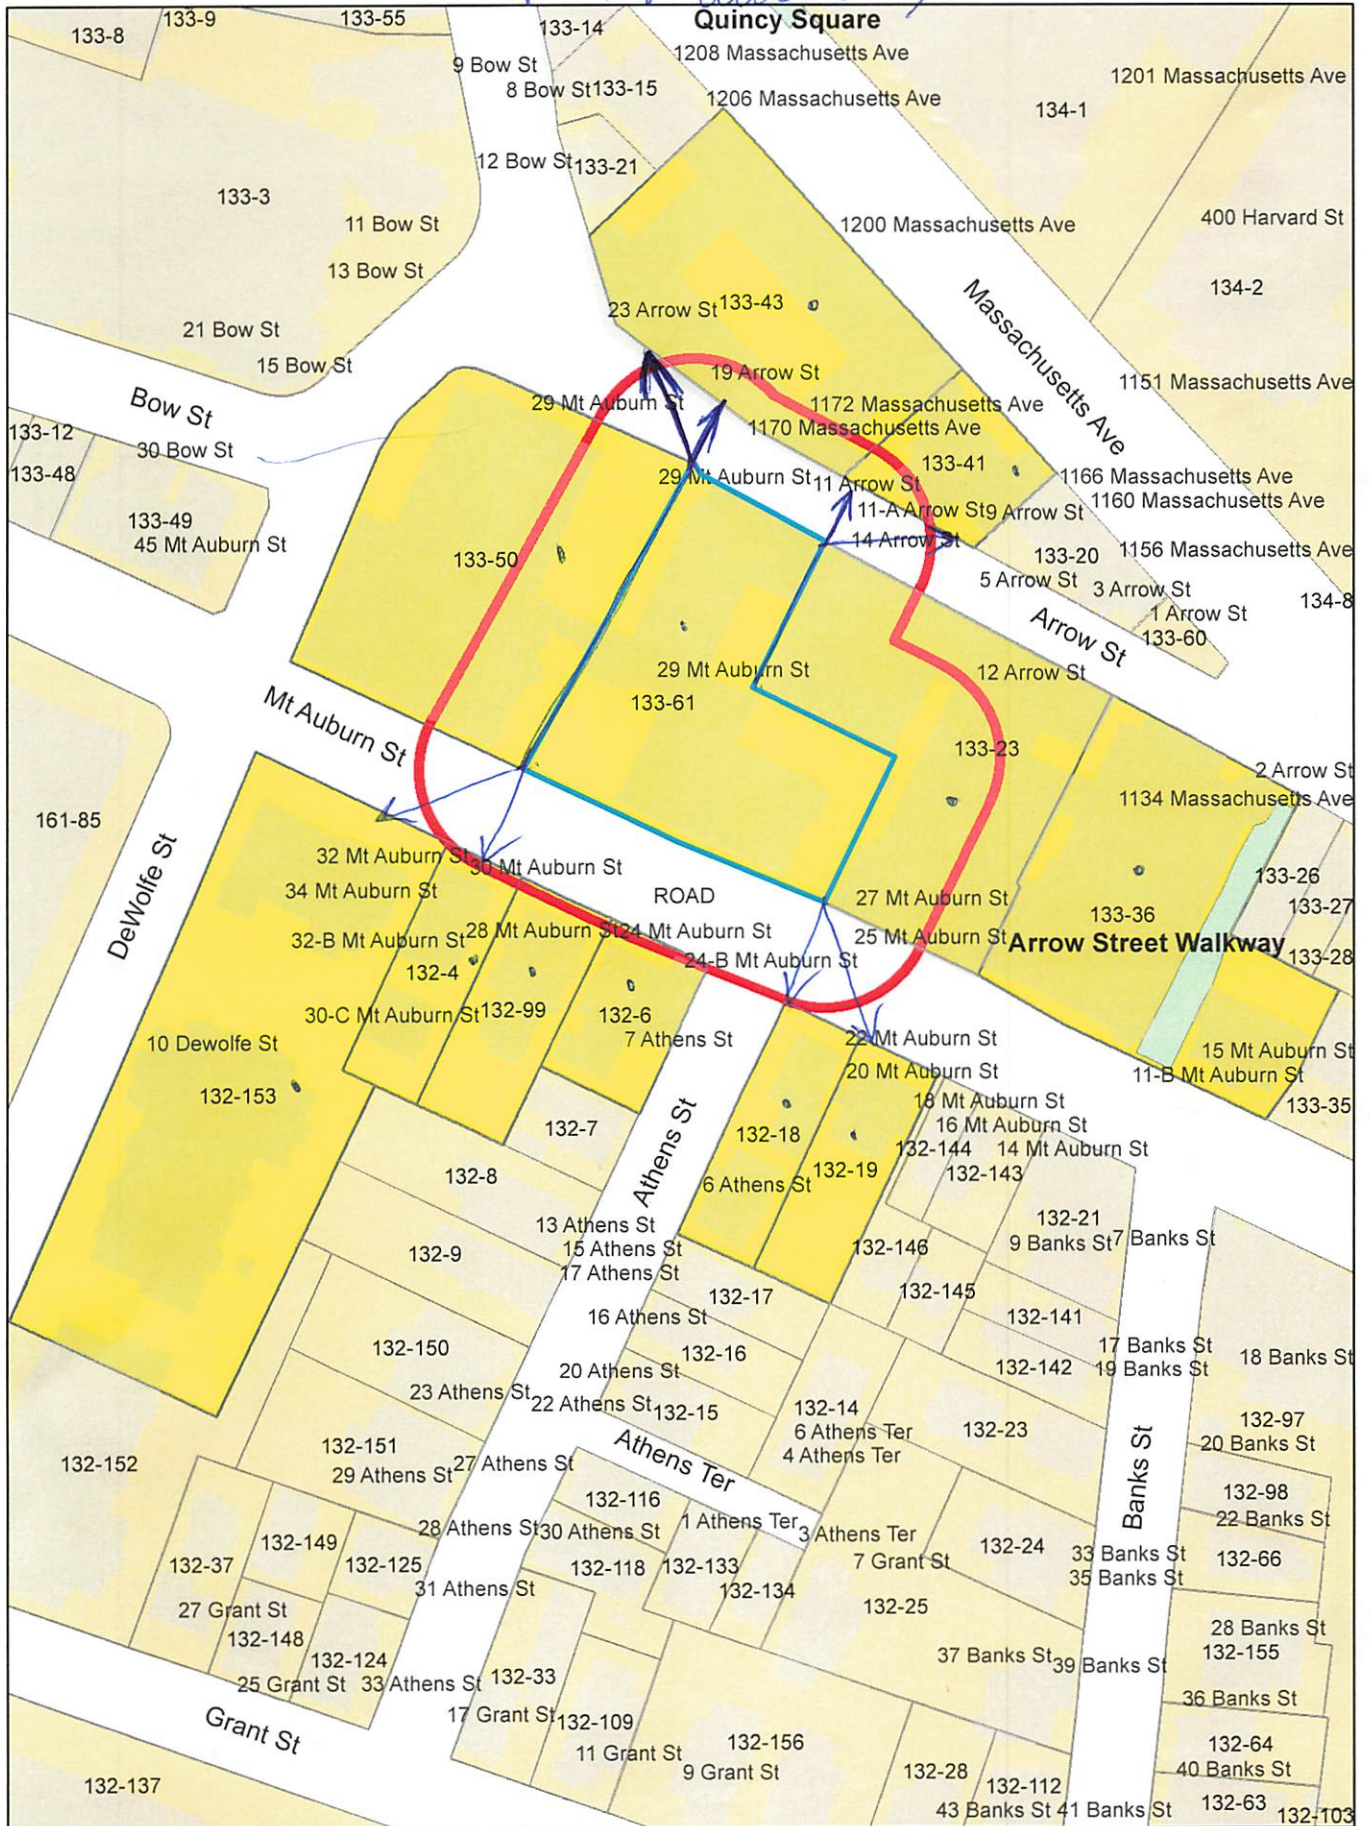 133-8
133-9
133-55
133-14
Quincy Square
1208 Massachusetts Ave
9 Bow St
8 Bow St
133-15
1206 Massachusetts Ave
1201 Massachusetts Ave
134-1
12 Bow St
133-21
133-3
11 Bow St
13 Bow St
1200 Massachusetts Ave
400 Harvard St
134-2
21 Bow St
15 Bow St
23 Arrow St
133-43
Massachusetts Ave
19 Arrow St
1151 Massachusetts Ave
Bow St
29 Mt Auburn St
1172 Massachusetts Ave
1170 Massachusetts Ave
133-12
30 Bow St
133-48
133-41
29 Mt Auburn St
11 Arrow St
1166 Massachusetts Ave
1160 Massachusetts Ave
133-49
45 Mt Auburn St
11-A Arrow St
9 Arrow St
14 Arrow St
133-20
1156 Massachusetts Ave
133-50
5 Arrow St
3 Arrow St
1 Arrow St
134-8
133-60
Arrow St
29 Mt Auburn St
12 Arrow St
133-61
Mt Auburn St
133-23
2 Arrow St
1134 Massachusetts Ave
161-85
DeWolfe St
32 Mt Auburn St
30 Mt Auburn St
34 Mt Auburn St
ROAD
27 Mt Auburn St
133-26
133-27
133-36
28 Mt Auburn St
24 Mt Auburn St
25 Mt Auburn St
Arrow Street Walkway
32-B Mt Auburn St
24-B Mt Auburn St
133-28
132-4
132-99
132-6
30-C Mt Auburn St
7 Athens St
22 Mt Auburn St
10 Dewolfe St
20 Mt Auburn St
15 Mt Auburn St
11-B Mt Auburn St
132-153
18 Mt Auburn St
133-35
16 Mt Auburn St
132-7
132-18
132-144
14 Mt Auburn St
132-8
132-19
132-143
Athens St
6 Athens St
13 Athens St
132-21
15 Athens St
132-146
9 Banks St
7 Banks St
132-9
17 Athens St
132-17
132-145
16 Athens St
132-141
132-150
132-16
17 Banks St
18 Banks St
20 Athens St
132-142
19 Banks St
23 Athens St
22 Athens St
132-15
132-14
6 Athens Ter
4 Athens Ter
132-23
132-97
20 Banks St
132-151
29 Athens St
27 Athens St
Athens Ter
132-152
Banks St
132-116
132-98
28 Athens St
30 Athens St
1 Athens Ter
3 Athens Ter
22 Banks St
132-149
132-24
33 Banks St
132-66
132-37
132-125
132-118
132-133
7 Grant St
35 Banks St
31 Athens St
132-134
27 Grant St
132-25
28 Banks St
132-148
132-155
132-124
37 Banks St
39 Banks St
25 Grant St
33 Athens St
132-33
36 Banks St
17 Grant St
132-109
Grant St
11 Grant St
132-156
9 Grant St
132-64
40 Banks St
132-137
132-28
132-112
132-63
43 Banks St
41 Banks St
132-103